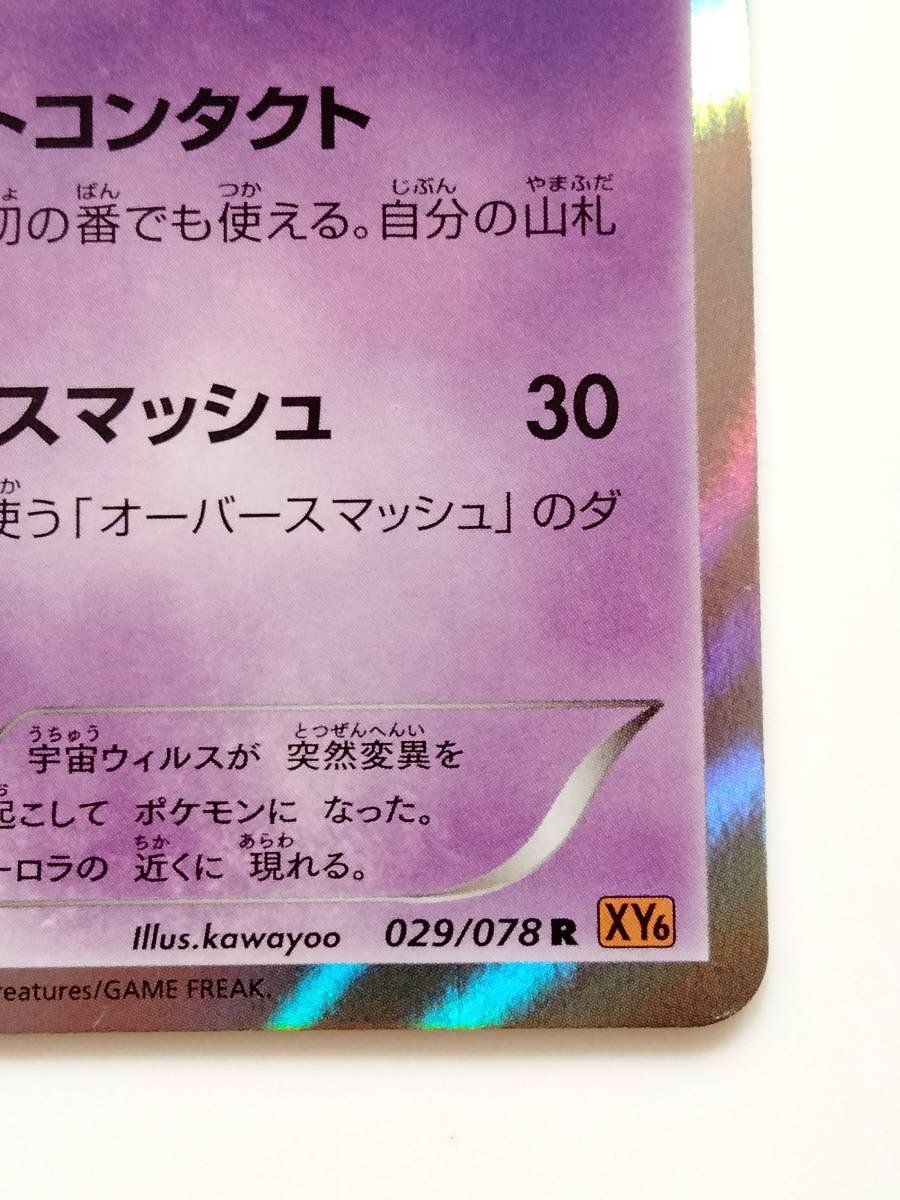 トコンタクト
ょ ばん つか じぶん やまふだ
初の番でも使える。自分の山札
スマッシュ 30
か
使う「オーバースマッシュ」のダ
うちゅう とつぜんへんい
宇宙ウィルスが 突然変異を
お
起こして ポケモンに なった。
ちか あらわ
ーロラの 近くに 現れる。
Illus.kawayoo 029/078 R XY6
reatures/GAME FREAK.